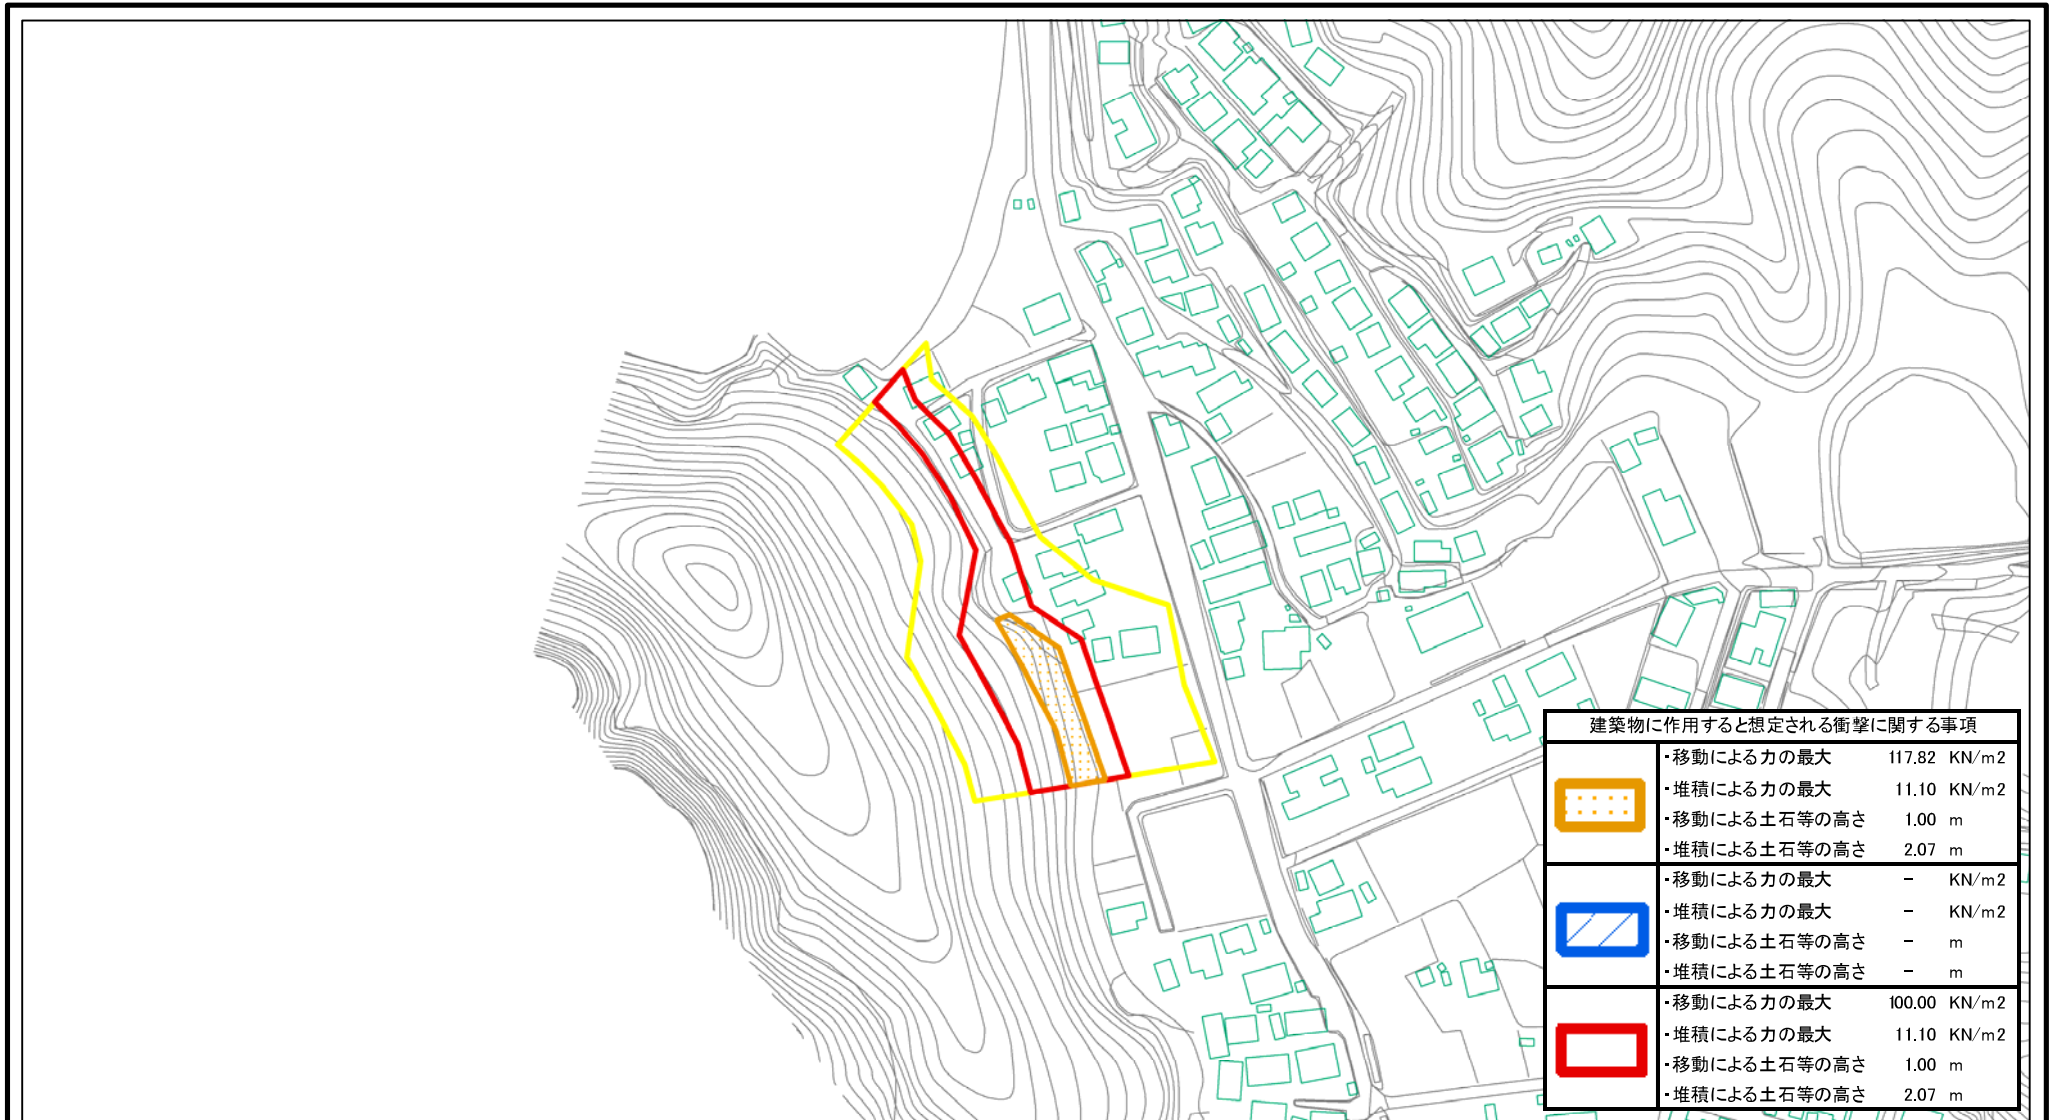 建築物に作用すると想定される衝撃に関する事項
・移動による力の最大 117.82 KN/m2
・堆積による力の最大 11.10 KN/m2
・移動による土石等の高さ 1.00 m
・堆積による土石等の高さ 2.07 m
・移動による力の最大 - KN/m2
・堆積による力の最大 - KN/m2
・移動による土石等の高さ - m
・堆積による土石等の高さ - m
・移動による力の最大 100.00 KN/m2
・堆積による力の最大 11.10 KN/m2
・移動による土石等の高さ 1.00 m
・堆積による土石等の高さ 2.07 m